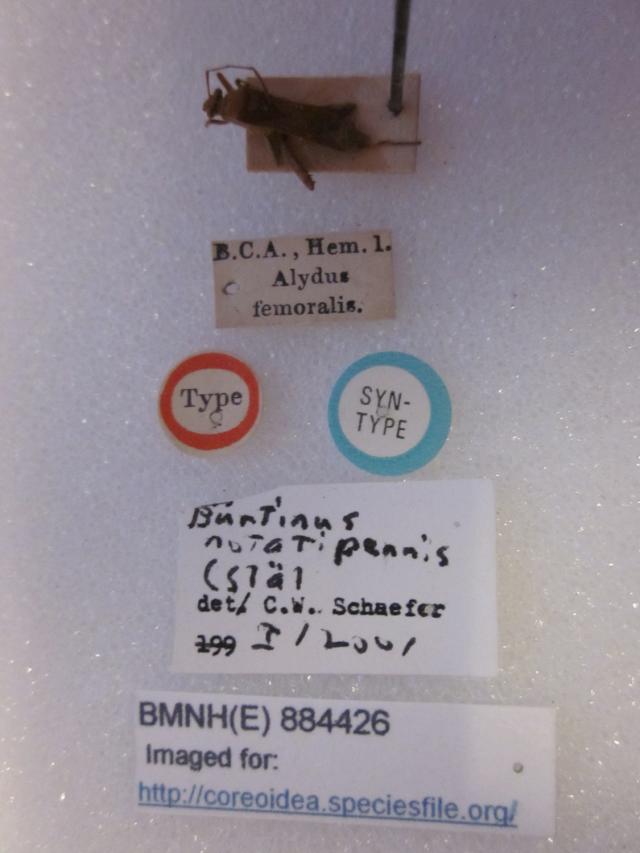 B.C.A., Hem. 1.
Alydus
femoralis.
Type
SYN-
TYPE
Burtinus
notatipennis
(Stål
det/ C.W. Schaefer
199 I/2001
BMNH(E) 884426
Imaged for:
http://coreoidea.speciesfile.org/